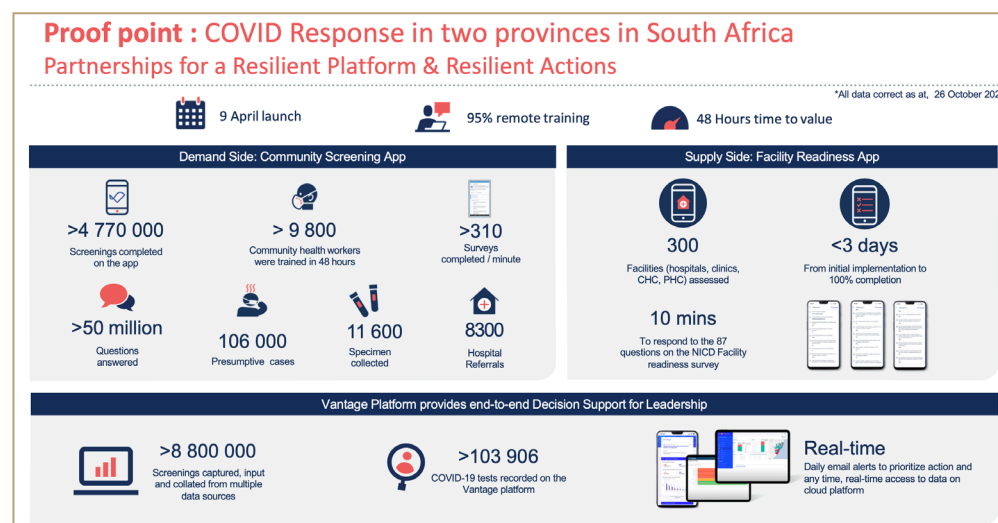 Proof point : COVID Response in two provinces in South Africa
Partnerships for a Resilient Platform & Resilient Actions
*All data correct as at, 26 October 202
9 April launch
95% remote training
48 Hours time to value
Demand Side: Community Screening App
>4 770 000
Screenings completed
on the app
> 9 800
Community health workers
were trained in 48 hours
>310
Surveys
completed / minute
>50 million
Questions
answered
106 000
Presumptive cases
11 600
Specimen
collected
8300
Hospital
Referrals
Supply Side: Facility Readiness App
300
Facilities (hospitals, clinics,
CHC, PHC) assessed
<3 days
From initial implementation to
100% completion
10 mins
To respond to the 87
questions on the NICD Facility
readiness survey
Vantage Platform provides end-to-end Decision Support for Leadership
>8 800 000
Screenings captured, input
and collated from multiple
data sources
>103 906
COVID-19 tests recorded on the
Vantage platform
Real-time
Daily email alerts to prioritize action and
any time, real-time access to data on
cloud platform